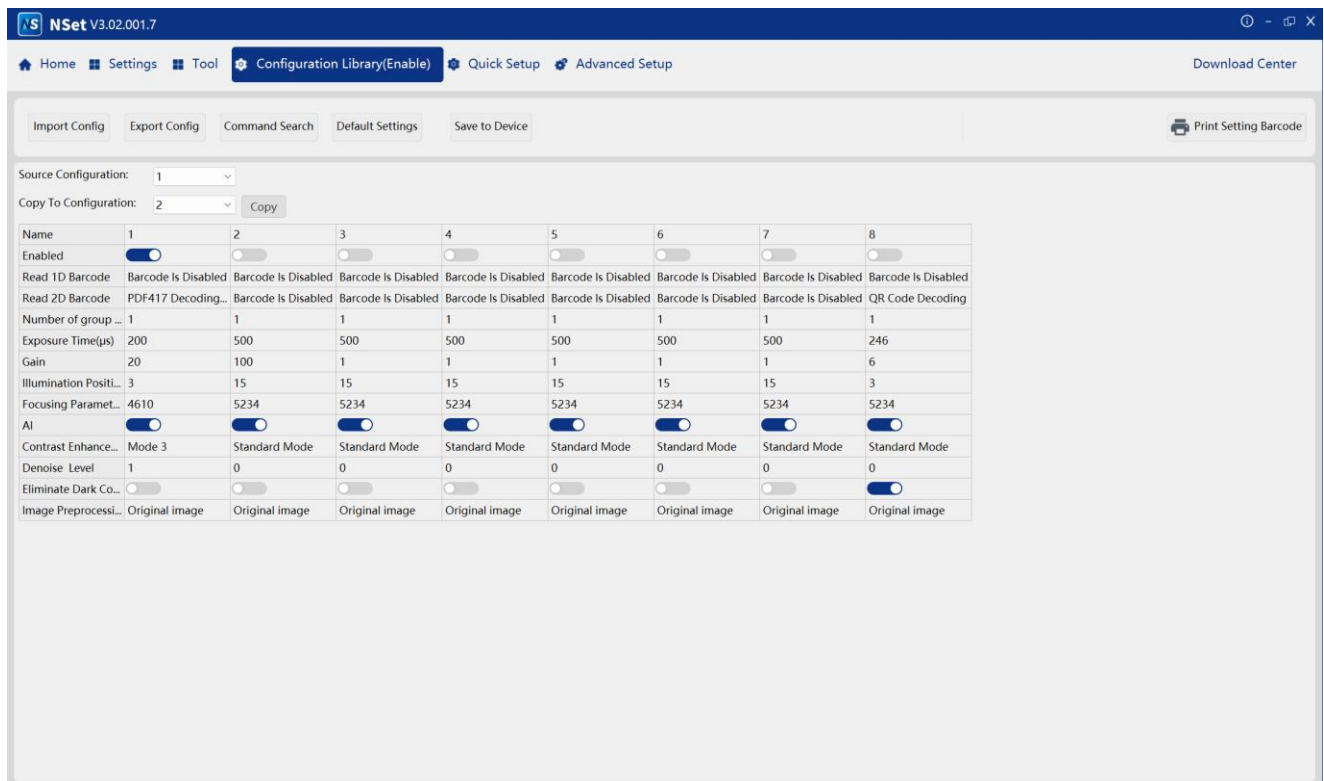 NS NSet V3.02.001.7
Home Settings Tool Configuration Library(Enable) Quick Setup Advanced Setup Download Center
Import Config Export Config Command Search Default Settings Save to Device Print Setting Barcode
Source Configuration: 1
Copy To Configuration: 2 Copy
Name 1 2 3 4 5 6 7 8
Enabled
Read 1D Barcode Barcode Is Disabled Barcode Is Disabled Barcode Is Disabled Barcode Is Disabled Barcode Is Disabled Barcode Is Disabled Barcode Is Disabled Barcode Is Disabled
Read 2D Barcode PDF417 Decoding... Barcode Is Disabled Barcode Is Disabled Barcode Is Disabled Barcode Is Disabled Barcode Is Disabled Barcode Is Disabled QR Code Decoding
Number of group ... 1 1 1 1 1 1 1 1
Exposure Time(μs) 200 500 500 500 500 500 500 246
Gain 20 100 1 1 1 1 1 6
Illumination Positi... 3 15 15 15 15 15 15 3
Focusing Paramet... 4610 5234 5234 5234 5234 5234 5234 5234
AI
Contrast Enhance... Mode 3 Standard Mode Standard Mode Standard Mode Standard Mode Standard Mode Standard Mode Standard Mode
Denoise Level 1 0 0 0 0 0 0 0
Eliminate Dark Co...
Image Preprocessi... Original image Original image Original image Original image Original image Original image Original image Original image